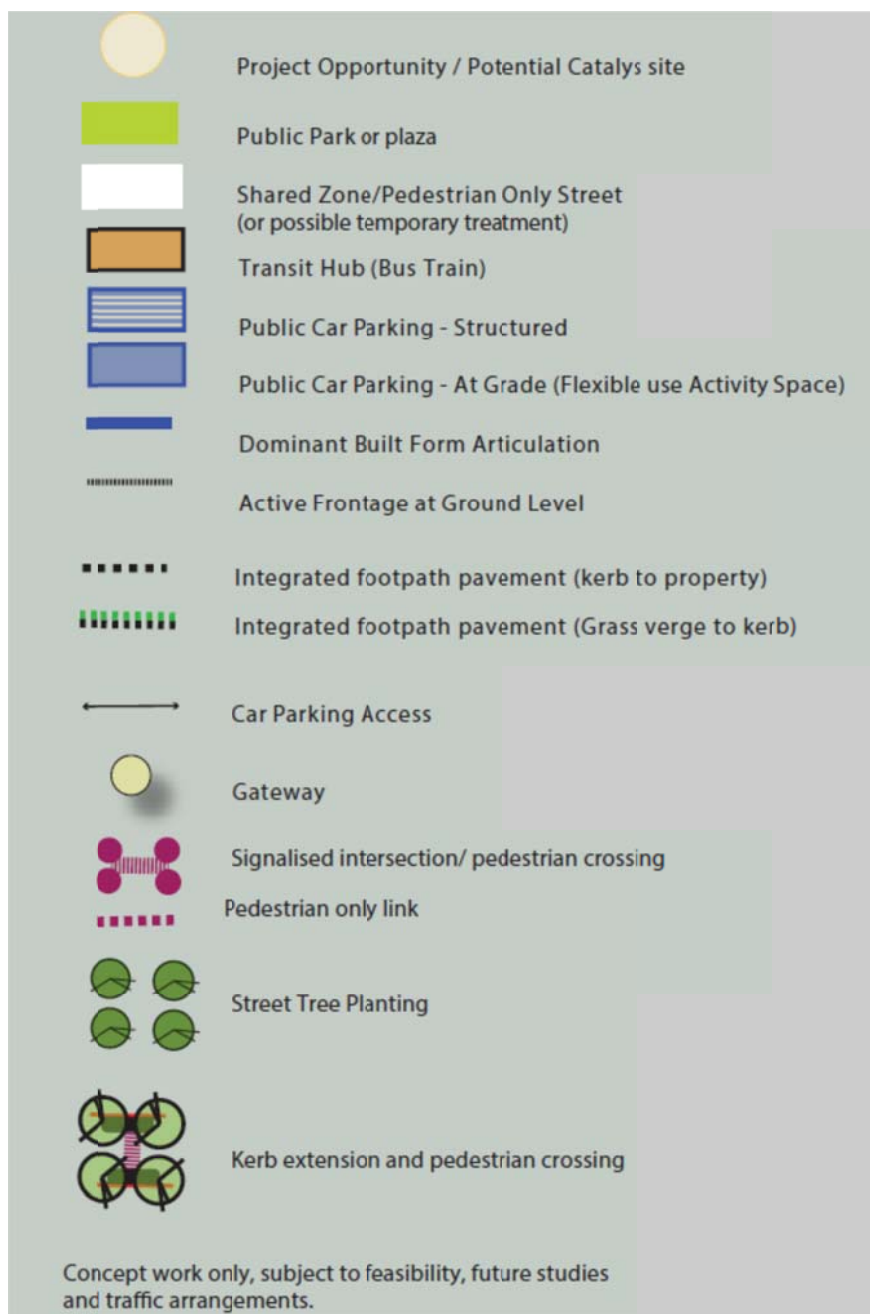 Project Opportunity / Potential Catalys site
Public Park or plaza
Shared Zone/Pedestrian Only Street
(or possible temporary treatment)
Transit Hub (Bus Train)
Public Car Parking - Structured
Public Car Parking - At Grade (Flexible use Activity Space)
Dominant Built Form Articulation
Active Frontage at Ground Level
Integrated footpath pavement (kerb to property)
Integrated footpath pavement (Grass verge to kerb)
Car Parking Access
Gateway
Signalised intersection/ pedestrian crossing
Pedestrian only link
Street Tree Planting
Kerb extension and pedestrian crossing
Concept work only, subject to feasibility, future studies
and traffic arrangements.